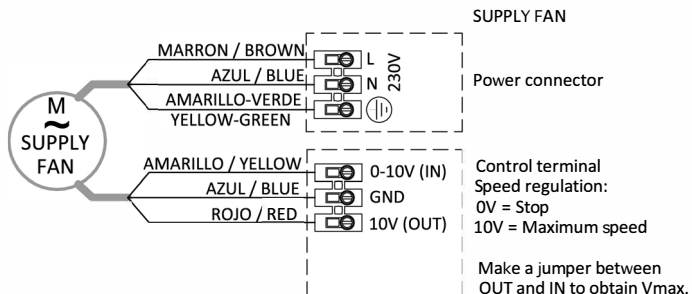 SUPPLY FAN
MARRON / BROWN
L
AZUL / BLUE
N
230V
Power connector
AMARILLO-VERDE
YELLOW-GREEN
M
~
SUPPLY
FAN
AMARILLO / YELLOW
0-10V (IN)
AZUL / BLUE
GND
ROJO / RED
10V (OUT)
Control terminal
Speed regulation:
0V = Stop
10V = Maximum speed
Make a jumper between
OUT and IN to obtain Vmax.